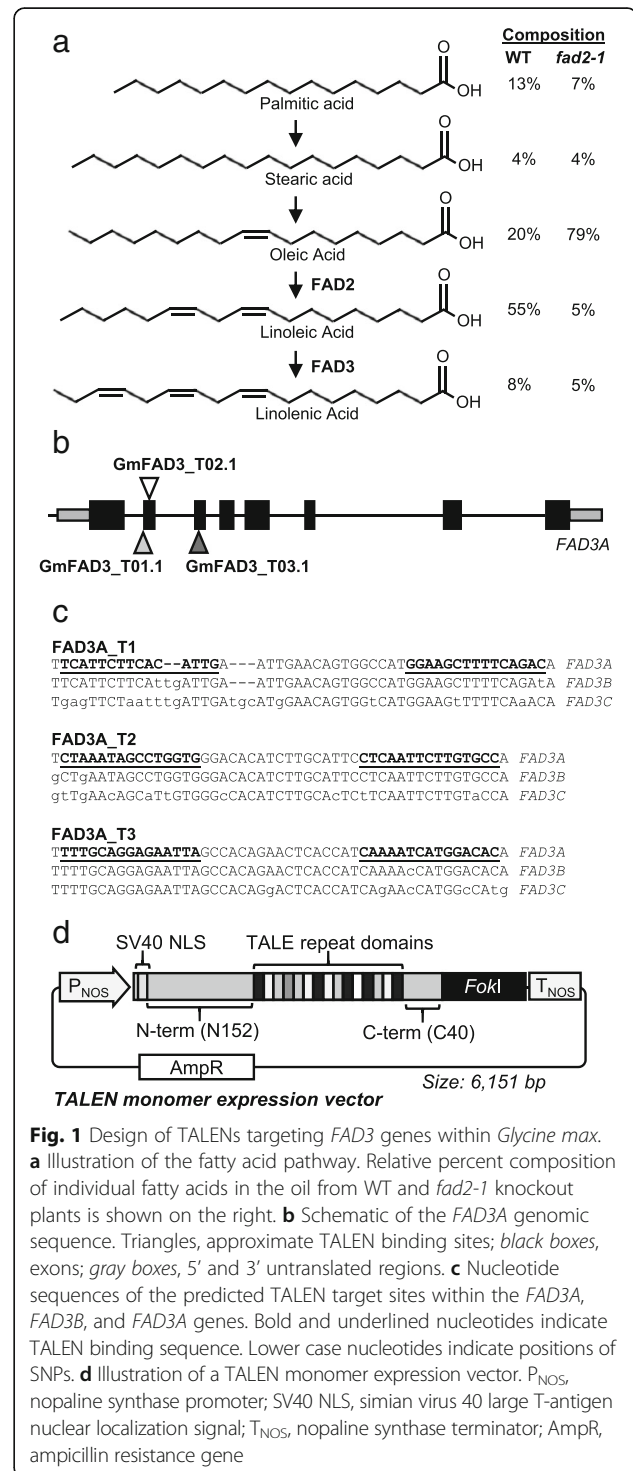 a
Composition
WT fad2-1
O
OH
13% 7%
Palmitic acid
O
OH
4% 4%
Stearic acid
O
OH
20% 79%
Oleic Acid
FAD2
O
OH
55% 5%
Linoleic Acid
FAD3
O
OH
8% 5%
Linolenic Acid
b
GmFAD3_T02.1
FAD3A
GmFAD3_T01.1 GmFAD3_T03.1
c
FAD3A_T1
TTCATTCTTCAC--ATTGA---ATTGAACAGTGGCCATGGAAGCTTTTCAGACA FAD3A
TTCATTCTTCAttgATTGA---ATTGAACAGTGGCCATGGAAGCTTTTCAGAtA FAD3B
TgagTTCTaatttgATTGATgcATgGAACAGTGGtCATGGAAGtTTTTCAaACA FAD3C
FAD3A_T2
TCTAAATAGCCTGGTGGGACACATCTTGCATTCCTCAATTCTTGTGCCA FAD3A
gCTgAATAGCCTGGTGGGACACATCTTGCATTCCTCAATTCTTGTGCCA FAD3B
gtTgAAcAGCaTtGTGGGcCACATCTTGCAcTCtTCAATTCTTGTaCCA FAD3C
FAD3A_T3
TTTTGCAGGAGAATTAGCCACAGAACTCACCATCAAAATCATGGACACA FAD3A
TTTTGCAGGAGAATTAGCCACAGAACTCACCATCAAAAcCATGGACACA FAD3B
TTTTGCAGGAGAATTAGCCACAGgACTCACCATCAgAAcCATGGcCAtg FAD3C
d
SV40 NLS TALE repeat domains
PNOS FokI TNOS
N-term (N152) C-term (C40)
AmpR
Size: 6,151 bp
TALEN monomer expression vector
Fig. 1 Design of TALENs targeting FAD3 genes within Glycine max.
a Illustration of the fatty acid pathway. Relative percent composition
of individual fatty acids in the oil from WT and fad2-1 knockout
plants is shown on the right. b Schematic of the FAD3A genomic
sequence. Triangles, approximate TALEN binding sites; black boxes,
exons; gray boxes, 5′ and 3′ untranslated regions. c Nucleotide
sequences of the predicted TALEN target sites within the FAD3A,
FAD3B, and FAD3A genes. Bold and underlined nucleotides indicate
TALEN binding sequence. Lower case nucleotides indicate positions of
SNPs. d Illustration of a TALEN monomer expression vector. PNOS,
nopaline synthase promoter; SV40 NLS, simian virus 40 large T-antigen
nuclear localization signal; TNOS, nopaline synthase terminator; AmpR,
ampicillin resistance gene